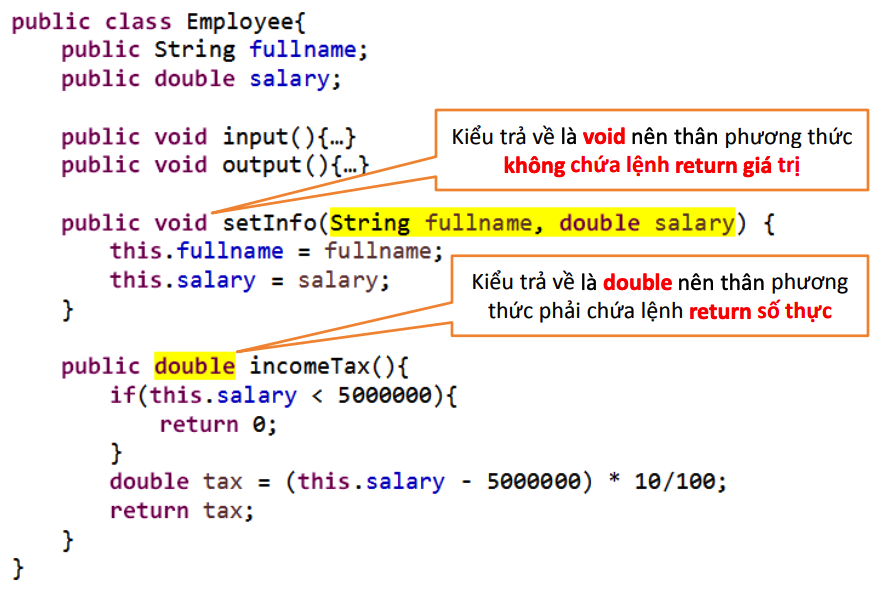 public class Employee{
public String fullname;
public double salary;
public void input(){…}
public void output(){…}
Kiểu trả về là void nên thân phương thức
không chứa lệnh return giá trị
public void setInfo(String fullname, double salary) {
this.fullname = fullname;
this.salary = salary;
}
Kiểu trả về là double nên thân phương
thức phải chứa lệnh return số thực
public double incomeTax(){
if(this.salary < 5000000){
return 0;
}
double tax = (this.salary - 5000000) * 10/100;
return tax;
}
}